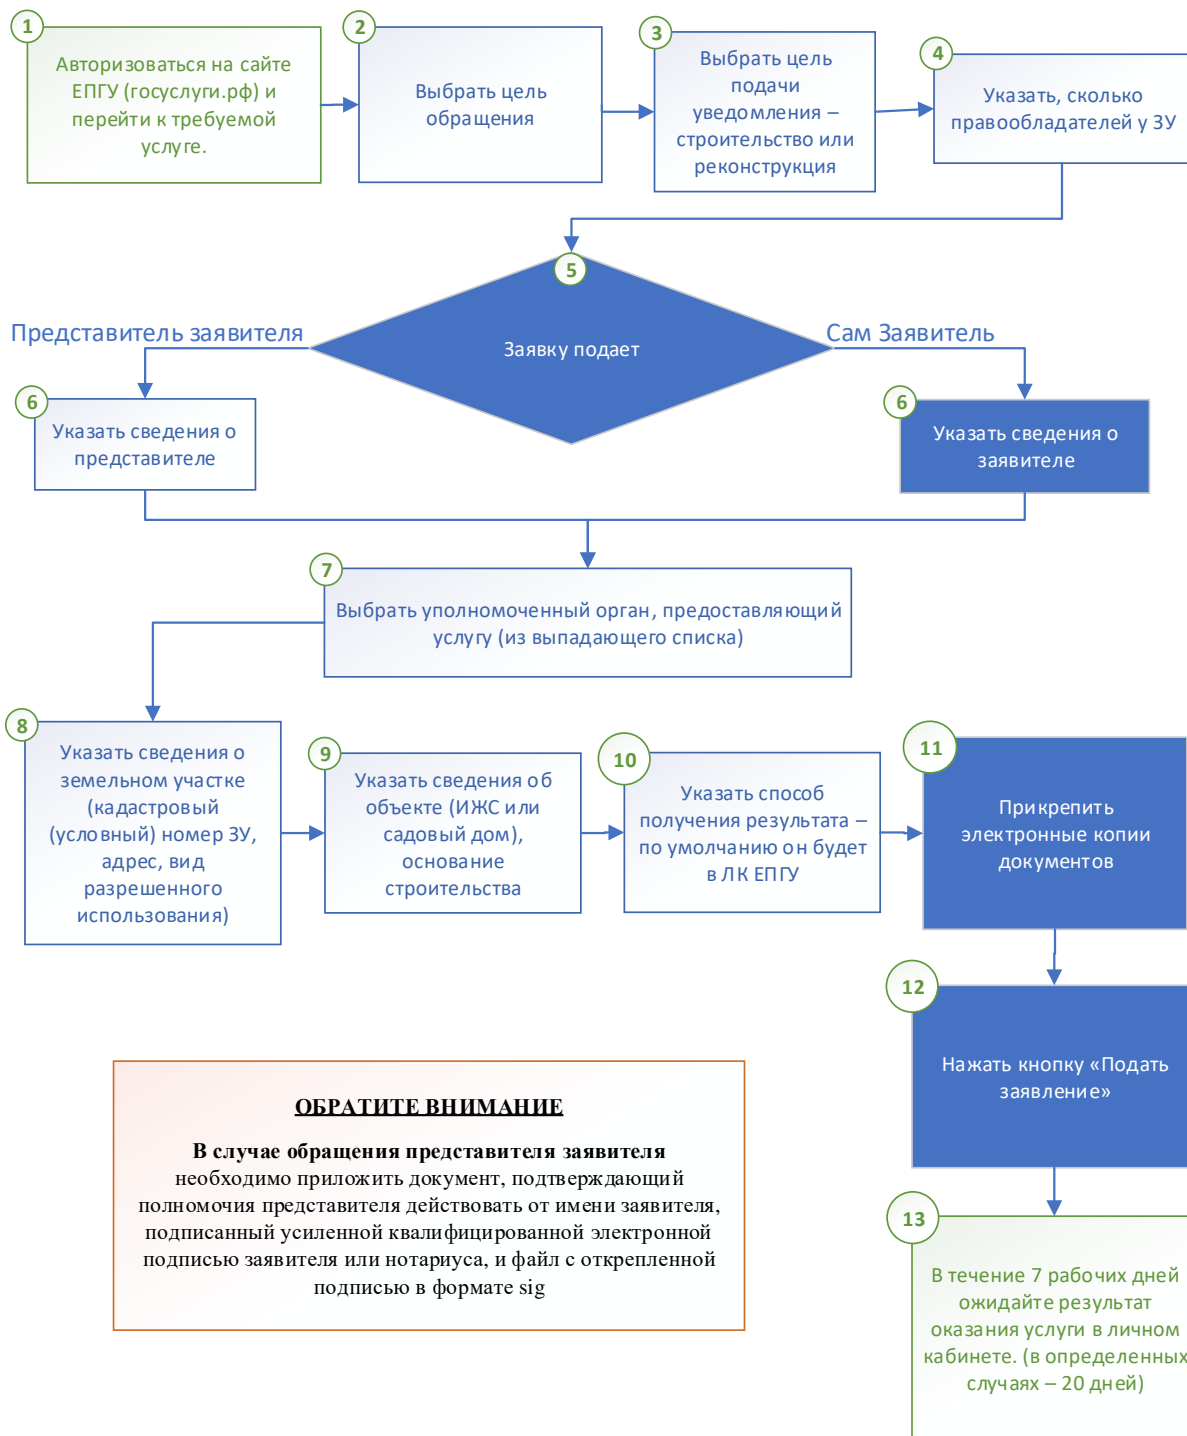 1
Авторизоваться на сайте
ЕПГУ (госуслуги.рф) и
перейти к требуемой
услуге.
2
Выбрать цель
обращения
3
Выбрать цель
подачи
уведомления –
строительство или
реконструкция
4
Указать, сколько
правообладателей у ЗУ
5
Заявку подает
Представитель заявителя
Сам Заявитель
6
Указать сведения о
представителе
6
Указать сведения о
заявителе
7
Выбрать уполномоченный орган, предоставляющий
услугу (из выпадающего списка)
8
Указать сведения о
земельном участке
(кадастровый
(условный) номер ЗУ,
адрес, вид
разрешенного
использования)
9
Указать сведения об
объекте (ИЖС или
садовый дом),
основание
строительства
10
Указать способ
получения результата –
по умолчанию он будет
в ЛК ЕПГУ
11
Прикрепить
электронные копии
документов
12
Нажать кнопку «Подать
заявление»
ОБРАТИТЕ ВНИМАНИЕ
В случае обращения представителя заявителя
необходимо приложить документ, подтверждающий
полномочия представителя действовать от имени заявителя,
подписанный усиленной квалифицированной электронной
подписью заявителя или нотариуса, и файл с открепленной
подписью в формате sig
13
В течение 7 рабочих дней
ожидайте результат
оказания услуги в личном
кабинете. (в определенных
случаях – 20 дней)